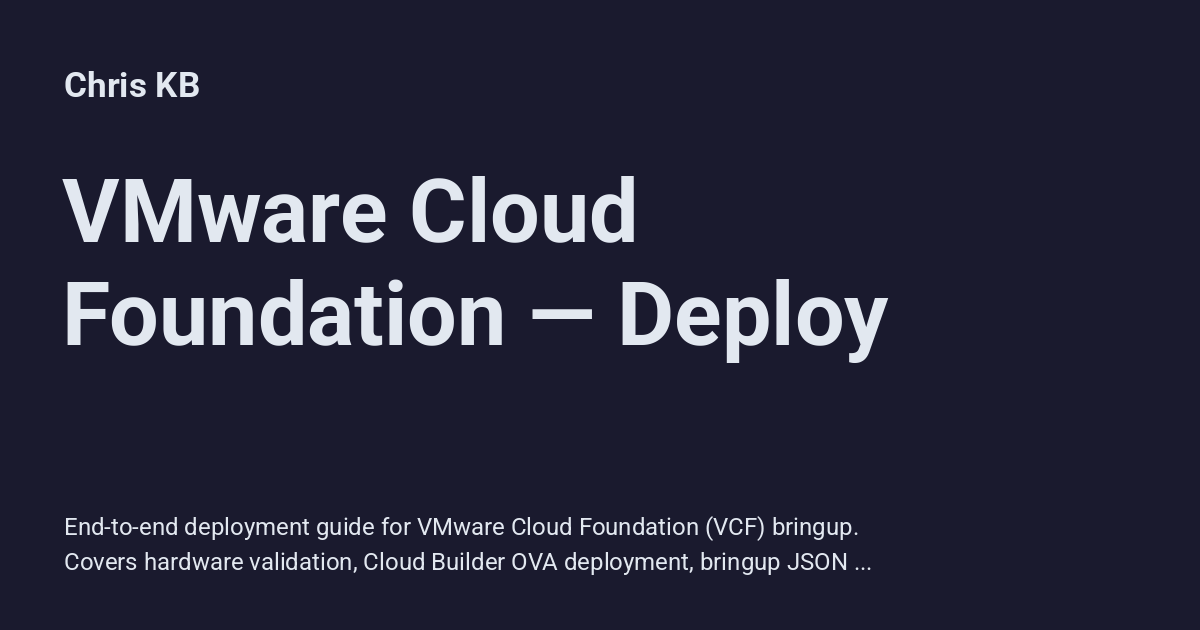 Chris KB
VMware Cloud
Foundation — Deploy
End-to-end deployment guide for VMware Cloud Foundation (VCF) bringup.
Covers hardware validation, Cloud Builder OVA deployment, bringup JSON ...